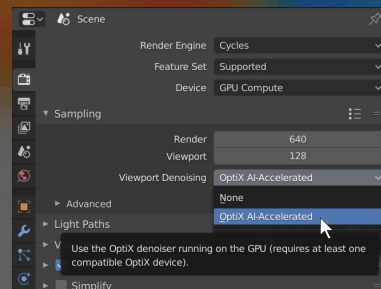 Scene
Render Engine Cycles
Feature Set Supported
Device GPU Compute
Sampling
Render 640
Viewport 128
Viewport Denoising OptiX AI-Accelerated
None
Advanced
OptiX AI-Accelerated
Light Paths
V
Use the OptiX denoiser running on the GPU (requires at least one
compatible OptiX device).
Simplify